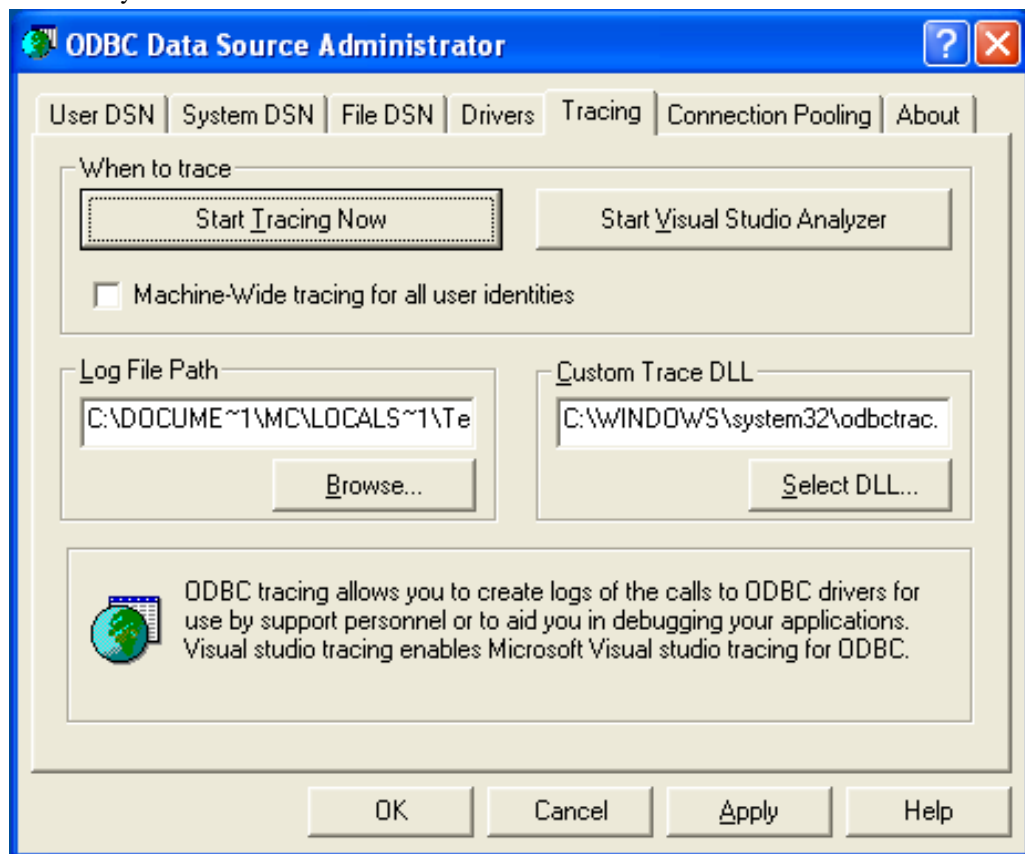 ODBC Data Source Administrator
User DSN System DSN File DSN Drivers Tracing Connection Pooling About
When to trace
Start Tracing Now Start Visual Studio Analyzer
Machine-Wide tracing for all user identities
Log File Path Custom Trace DLL
C:\DOCUME~1\MC\LOCALS~1\Te C:\WINDOWS\system32\odbctrac.
Browse... Select DLL...
ODBC tracing allows you to create logs of the calls to ODBC drivers for
use by support personnel or to aid you in debugging your applications.
Visual studio tracing enables Microsoft Visual studio tracing for ODBC.
OK Cancel Apply Help